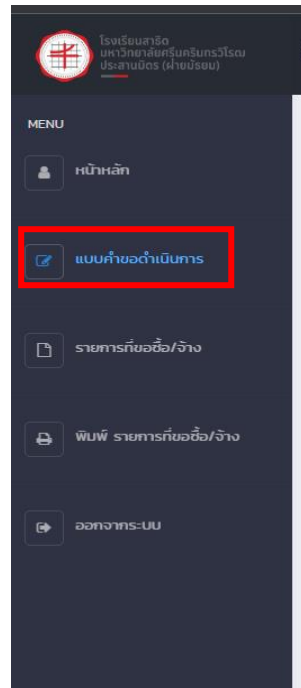 โรงเรียนสาธิต
มหาวิทยาลัยศรีนครินทรวิโรฒ
ประสานมิตร (ฝ่ายมัธยม)
MENU
หน้าหลัก
แบบคำขอดำเนินการ
รายการที่ขอซื้อ/จ้าง
พิมพ์ รายการที่ขอซื้อ/จ้าง
ออกจากระบบ